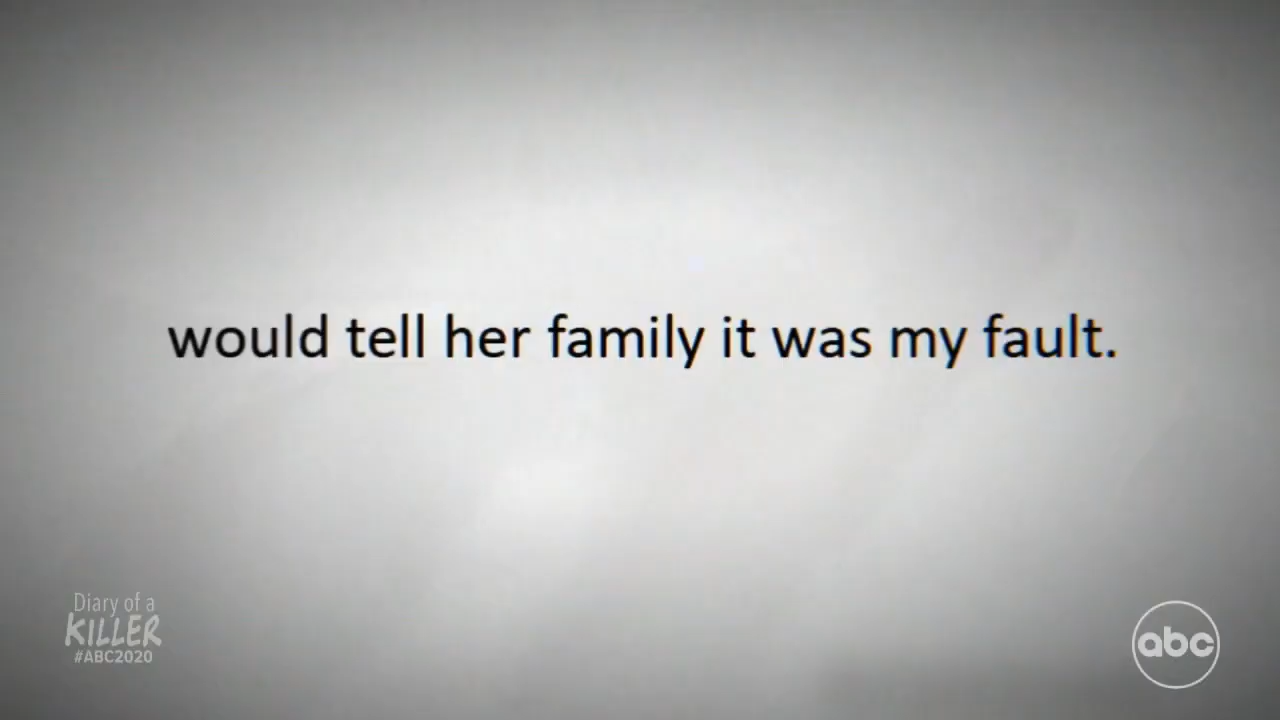 would tell her family it was my fault.
Diary of a
KILLER
#ABC2020
abc